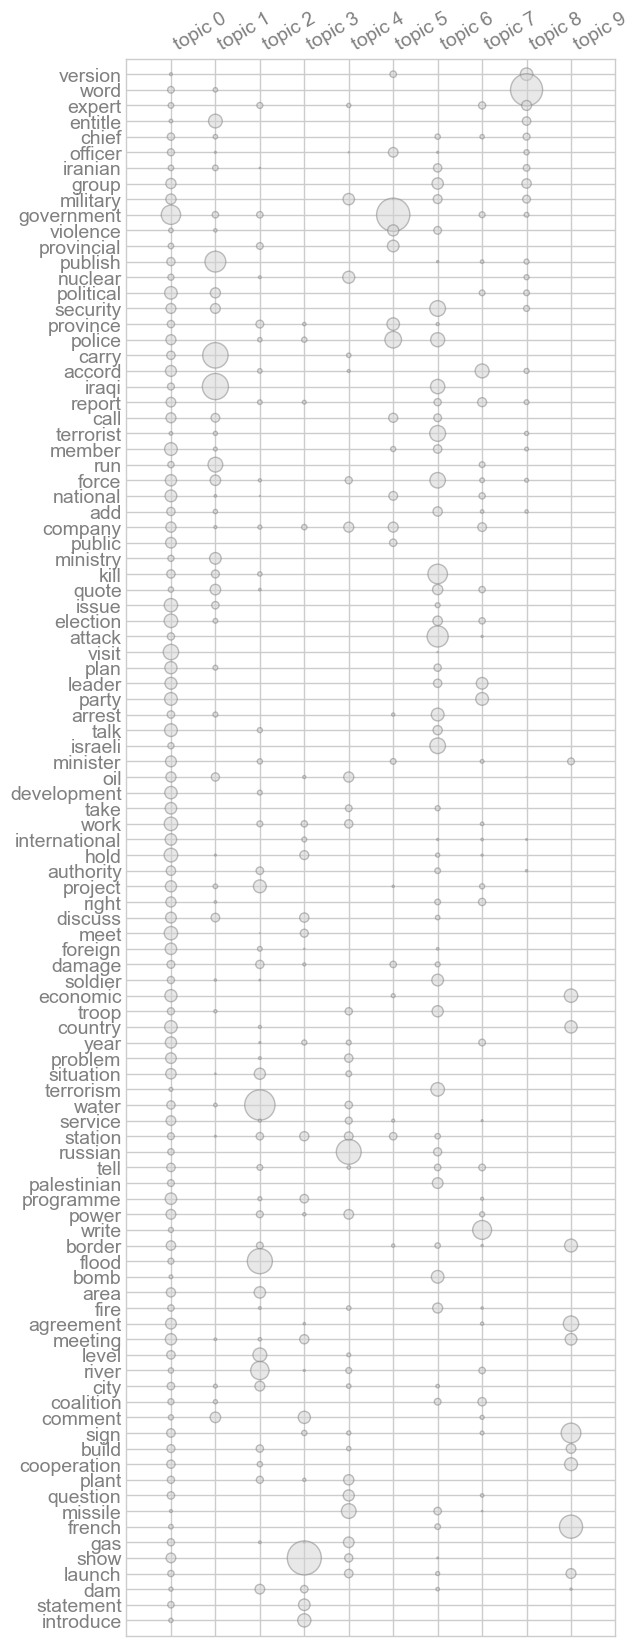 topic 0 topic 1 topic 2 topic 3 topic 4 topic 5 topic 6 topic 7 topic 8 topic 9
version
word
expert
entitle
chief
officer
iranian
group
military
government
violence
provincial
publish
nuclear
political
security
province
police
carry
accord
iraqi
report
call
terrorist
member
run
force
national
add
company
public
ministry
kill
quote
issue
election
attack
visit
plan
leader
party
arrest
talk
israeli
minister
oil
development
take
work
international
hold
authority
project
right
discuss
meet
foreign
damage
soldier
economic
troop
country
year
problem
situation
terrorism
water
service
station
russian
tell
palestinian
programme
power
write
border
flood
bomb
area
fire
agreement
meeting
level
river
city
coalition
comment
sign
build
cooperation
plant
question
missile
french
gas
show
launch
dam
statement
introduce